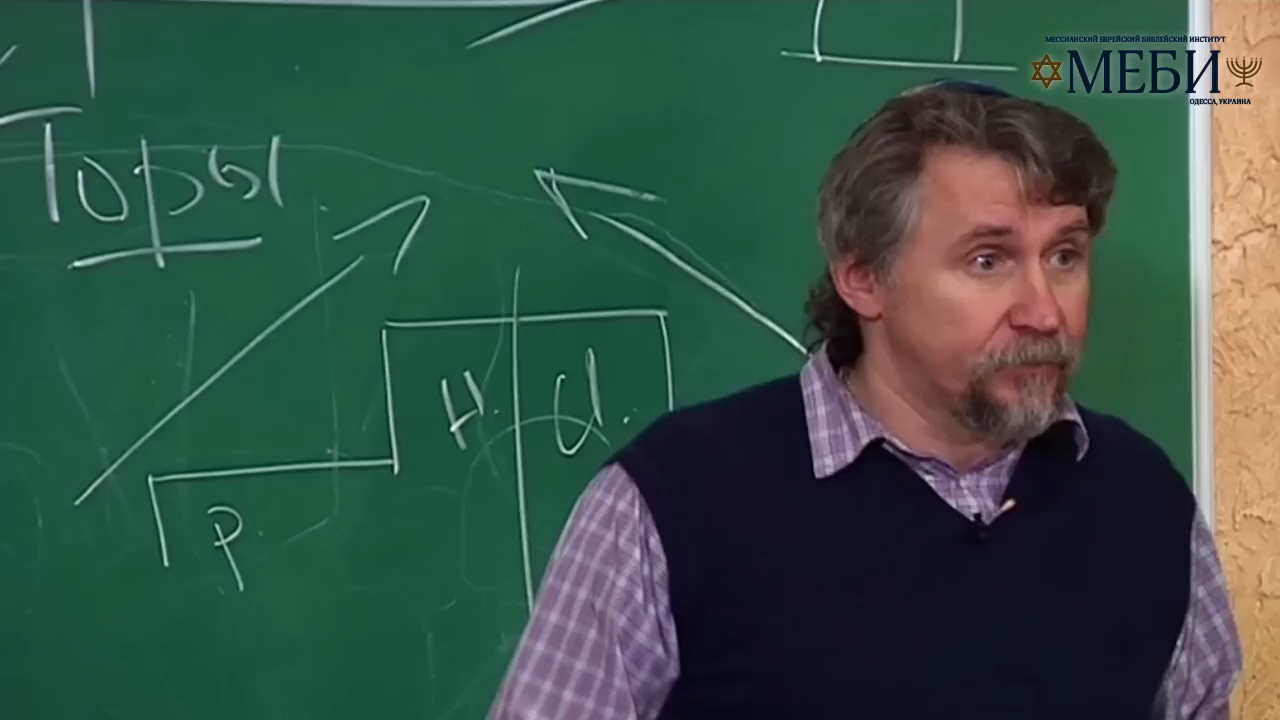 МЕССИАНСКИЙ ЕВРЕЙСКИЙ БИБЛЕЙСКИЙ ИНСТИТУТ
МЕБИ
ОДЕССА, УКРАИНА
Торы
Н.
Р.